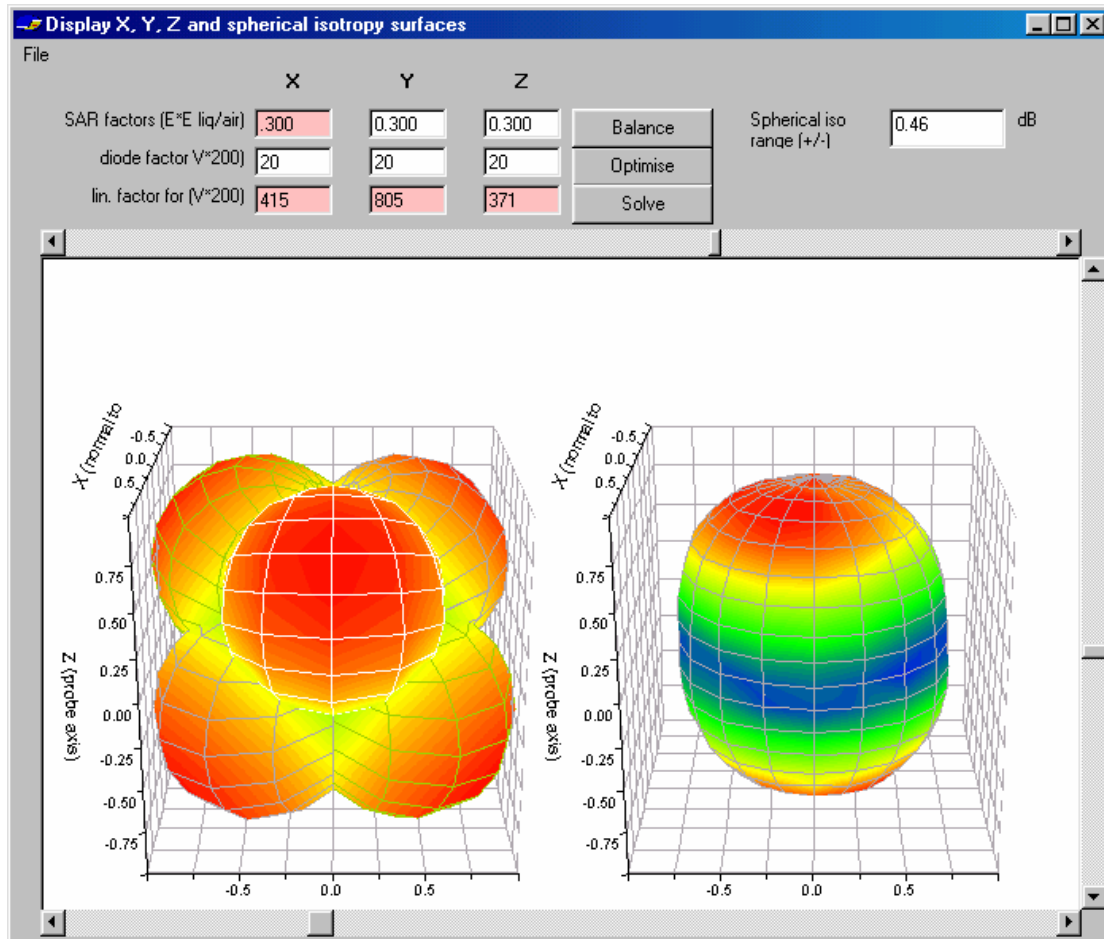 Display X, Y, Z and spherical isotropy surfaces
File
X Y Z
SAR factors (E*E liq/air) .300 0.300 0.300 Balance Spherical iso range (+/-) 0.46 dB
diode factor V*200) 20 20 20 Optimise
lin. factor for (V*200) 415 805 371 Solve
X (normal to
-0.5
0.0
0.5
0.75
0.50
0.25
0.00
-0.25
-0.50
-0.75
Z (probe axis)
-0.5 0.0 0.5
X (normal to
-0.5
0.0
0.5
0.75
0.50
0.25
0.00
-0.25
-0.50
-0.75
Z (probe axis)
-0.5 0.0 0.5